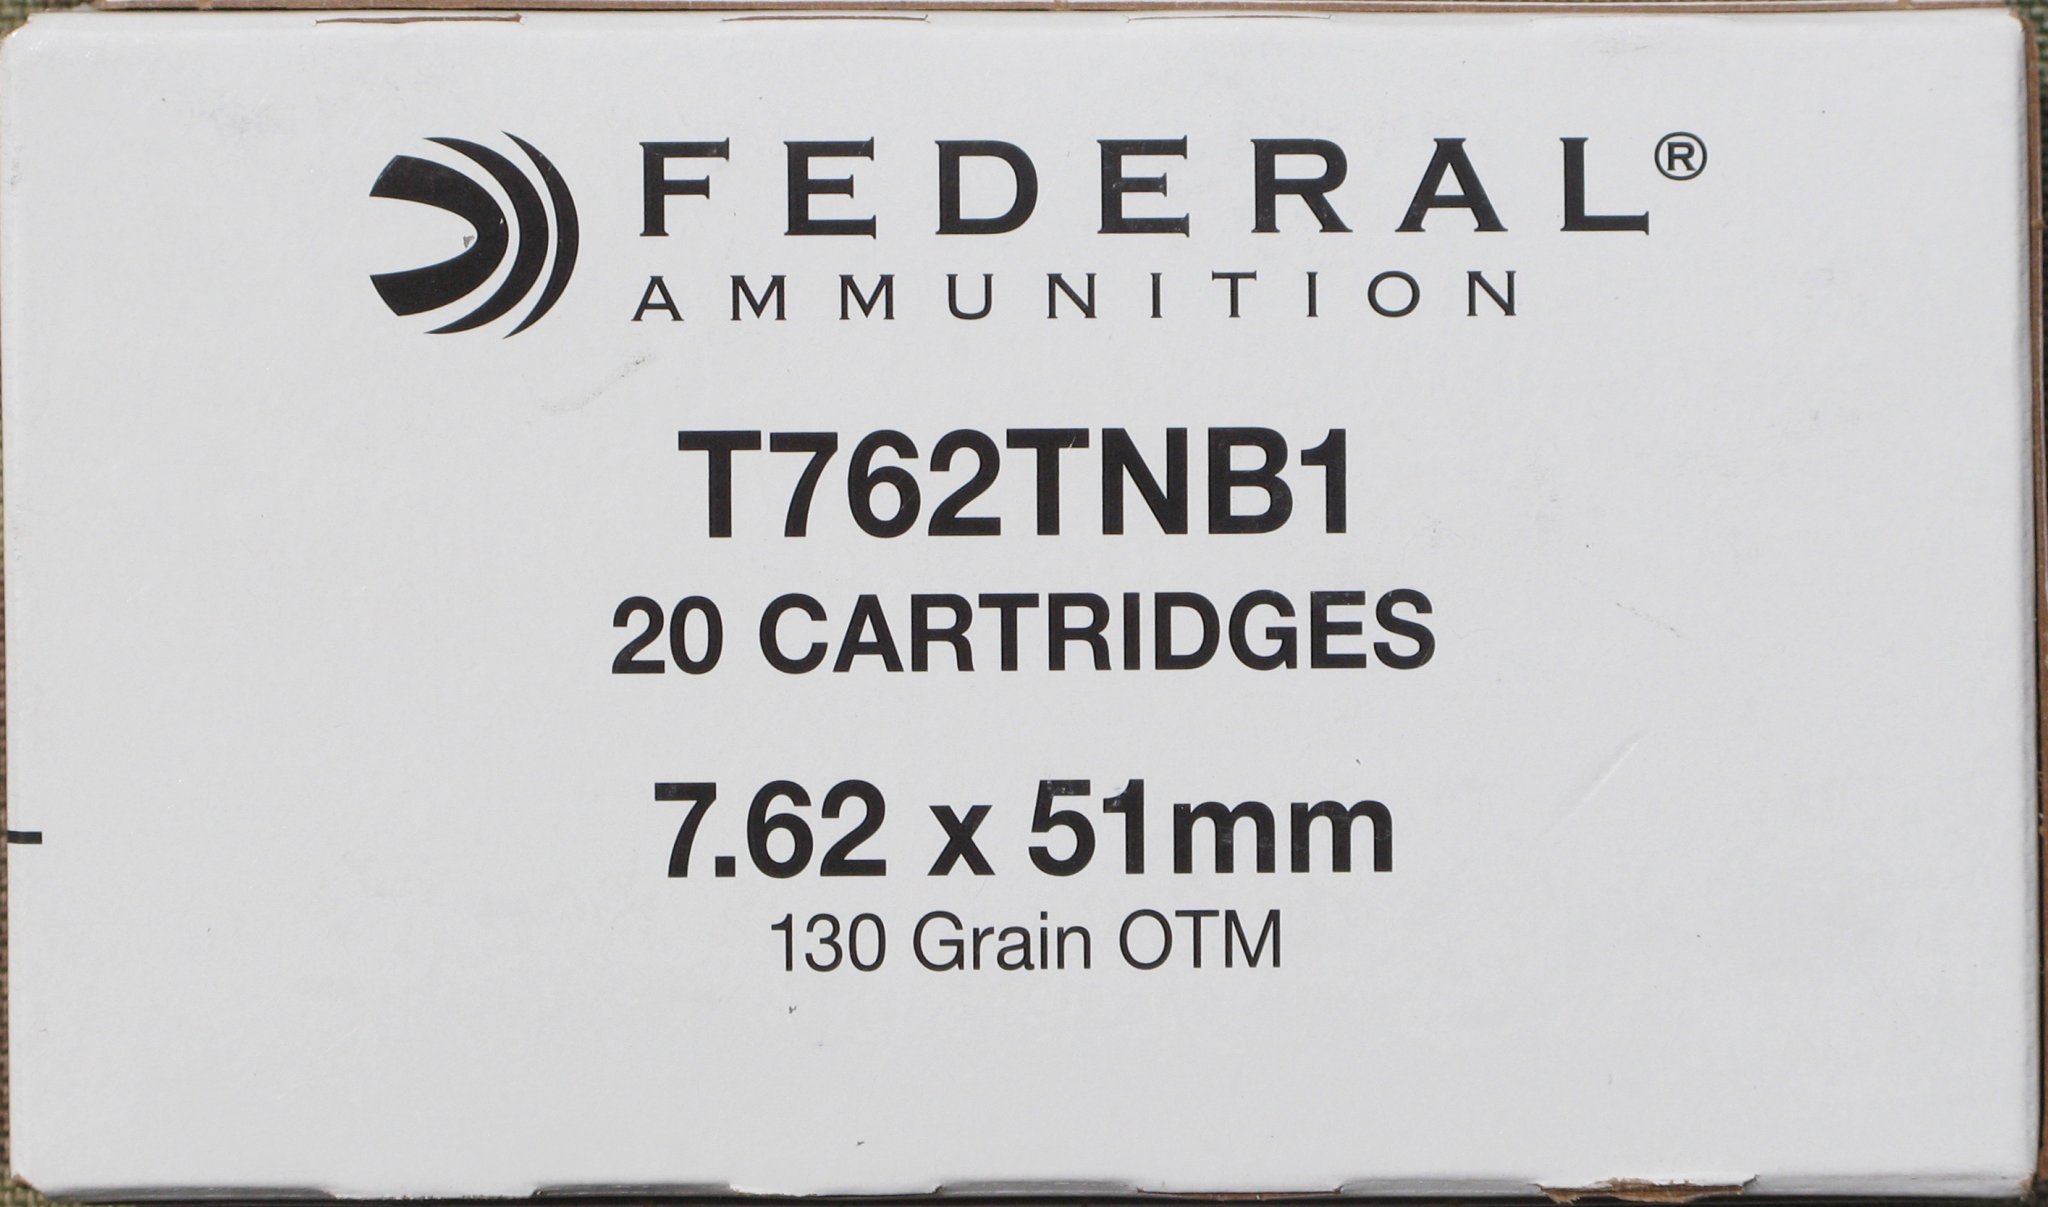 FEDERAL®
AMMUNITION
T762TNB1
20 CARTRIDGES
7.62 x 51mm
130 Grain OTM